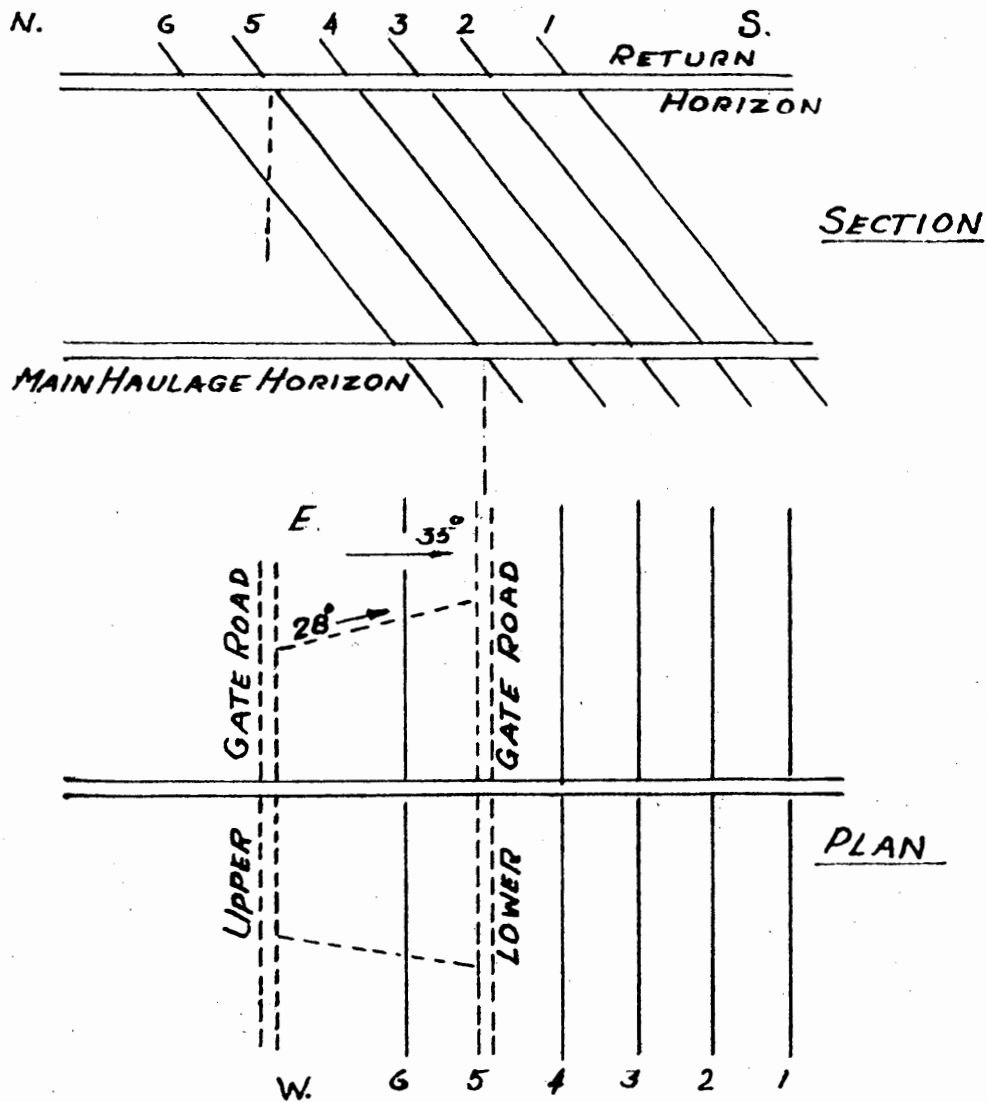 N. 6 5 4 3 2 1 S.
RETURN
HORIZON
SECTION
MAIN HAULAGE HORIZON
E.
35°
28°
GATE ROAD
GATE ROAD
UPPER
LOWER
PLAN
W. 6 5 4 3 2 1